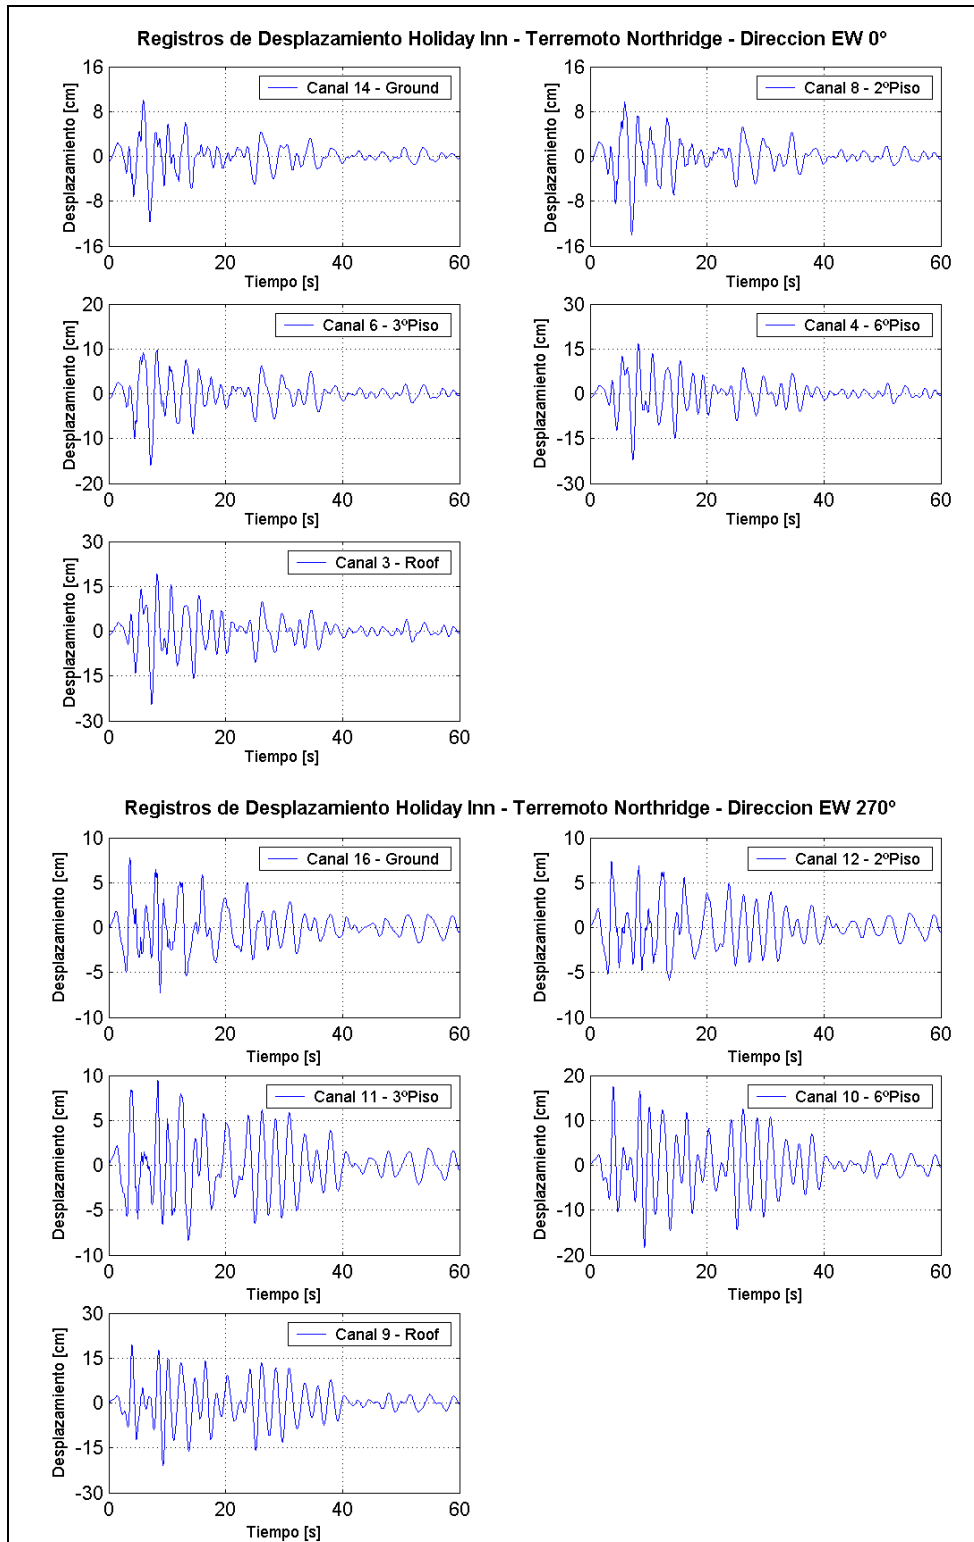 Registros de Desplazamiento Holiday Inn - Terremoto Northridge - Direccion EW 0º
Desplazamiento [cm]
16
8
0
-8
-16
Canal 14 - Ground
0 20 40 60
Tiempo [s]
Desplazamiento [cm]
16
8
0
-8
-16
Canal 8 - 2ºPiso
0 20 40 60
Tiempo [s]
Desplazamiento [cm]
20
10
0
-10
-20
Canal 6 - 3ºPiso
0 20 40 60
Tiempo [s]
Desplazamiento [cm]
30
15
0
-15
-30
Canal 4 - 6ºPiso
0 20 40 60
Tiempo [s]
Desplazamiento [cm]
30
15
0
-15
-30
Canal 3 - Roof
0 20 40 60
Tiempo [s]
Registros de Desplazamiento Holiday Inn - Terremoto Northridge - Direccion EW 270º
Desplazamiento [cm]
10
5
0
-5
-10
Canal 16 - Ground
0 20 40 60
Tiempo [s]
Desplazamiento [cm]
10
5
0
-5
-10
Canal 12 - 2ºPiso
0 20 40 60
Tiempo [s]
Desplazamiento [cm]
10
5
0
-5
-10
Canal 11 - 3ºPiso
0 20 40 60
Tiempo [s]
Desplazamiento [cm]
20
10
0
-10
-20
Canal 10 - 6ºPiso
0 20 40 60
Tiempo [s]
Desplazamiento [cm]
30
15
0
-15
-30
Canal 9 - Roof
0 20 40 60
Tiempo [s]